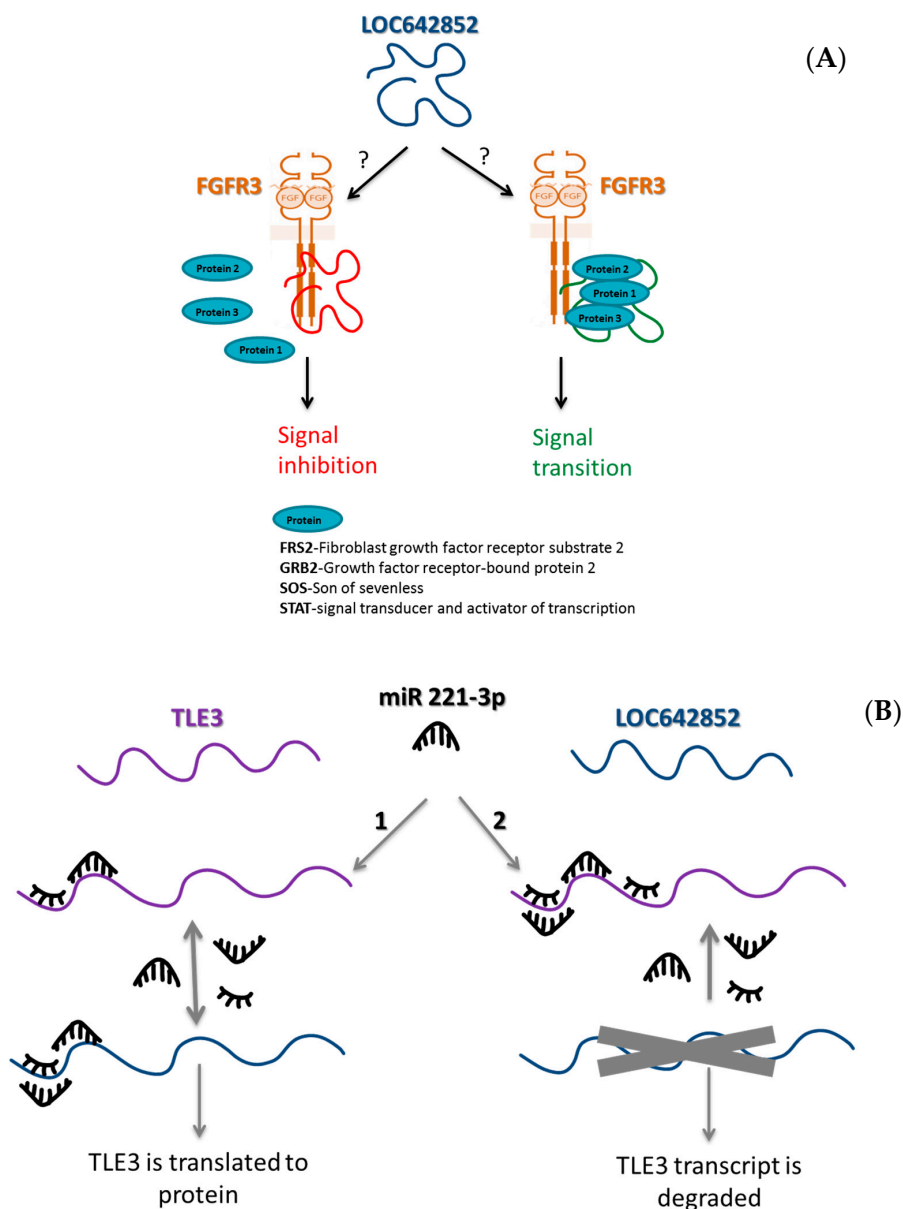 LOC642852
(A)
?
?
FGFR3
FGFR3
FGF FGF
FGF FGF
Protein 2
Protein 3
Protein 1
Protein 2
Protein 1
Protein 3
Signal
inhibition
Signal
transition
Protein
FRS2-Fibroblast growth factor receptor substrate 2
GRB2-Growth factor receptor-bound protein 2
SOS-Son of sevenless
STAT-signal transducer and activator of transcription
miR 221-3p
TLE3
LOC642852
(B)
1
2
TLE3 is translated to
protein
TLE3 transcript is
degraded